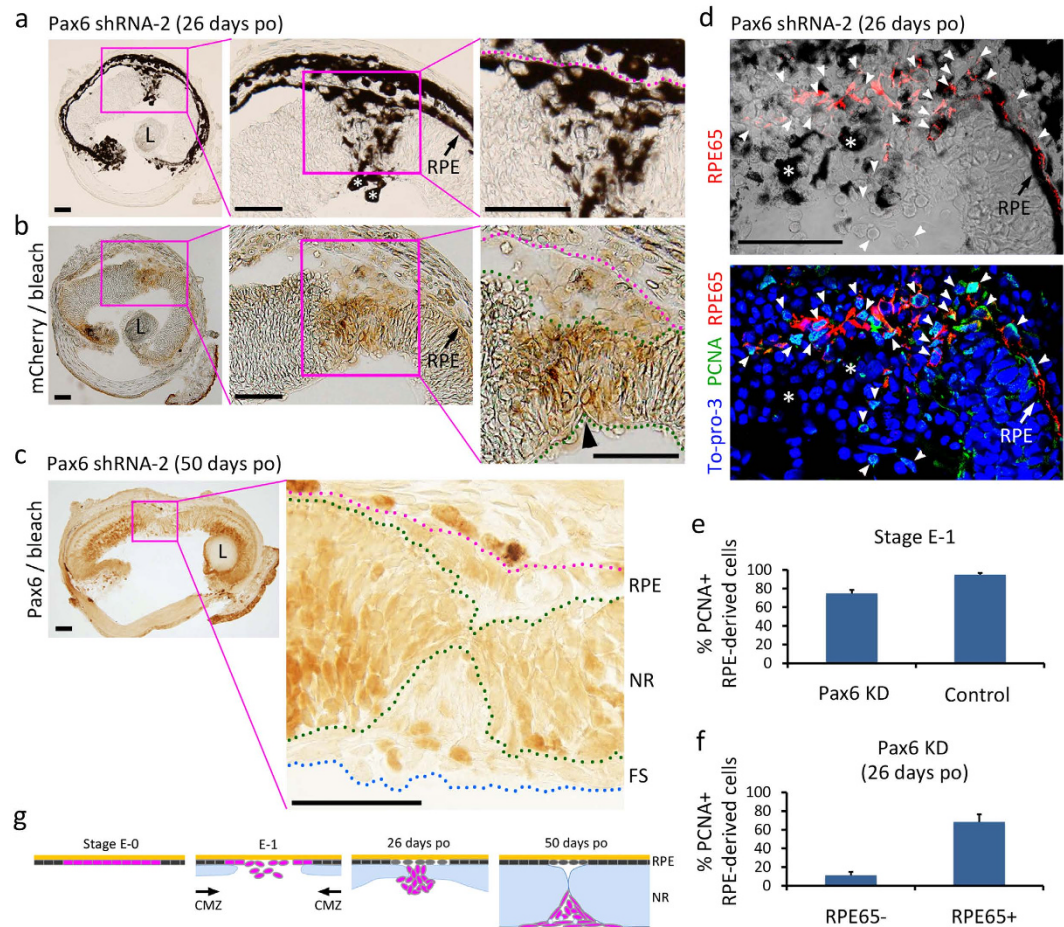 a
Pax6 shRNA-2 (26 days po)
L
RPE
* *
b
mCherry / bleach
L
RPE
c
Pax6 shRNA-2 (50 days po)
Pax6 / bleach
L
RPE
NR
FS
g
Stage E-0
E-1
26 days po
50 days po
RPE
NR
CMZ
CMZ
d
Pax6 shRNA-2 (26 days po)
RPE65
*
*
RPE
To-pro-3 PCNA RPE65
*
*
RPE
e
Stage E-1
% PCNA+
RPE-derived cells
100
80
60
40
20
0
Pax6 KD
Control
f
Pax6 KD
(26 days po)
% PCNA+
RPE-derived cells
100
80
60
40
20
0
RPE65-
RPE65+